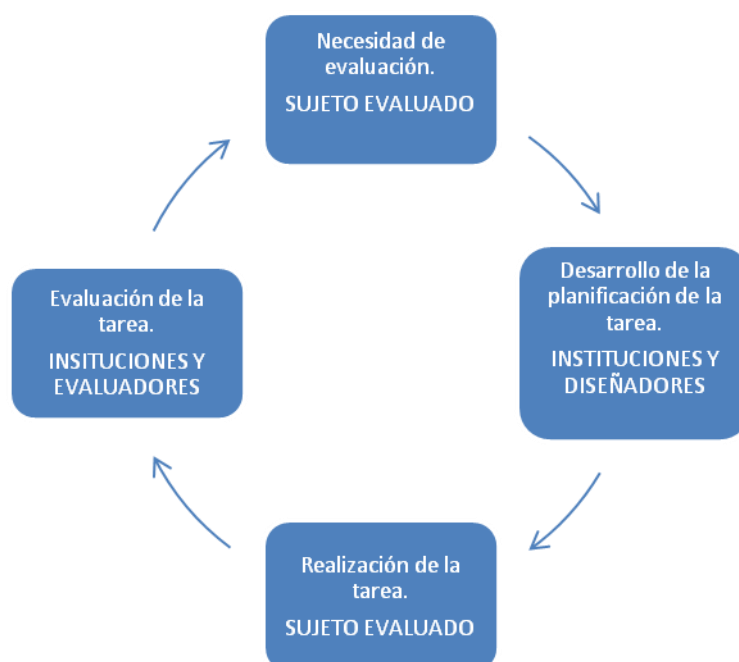 Necesidad de
evaluación.
SUJETO EVALUADO
Desarrollo de la
planificación de la
tarea.
INSTITUCIONES Y
DISEÑADORES
Realización de la
tarea.
SUJETO EVALUADO
Evaluación de la
tarea.
INSITUCIONES Y
EVALUADORES